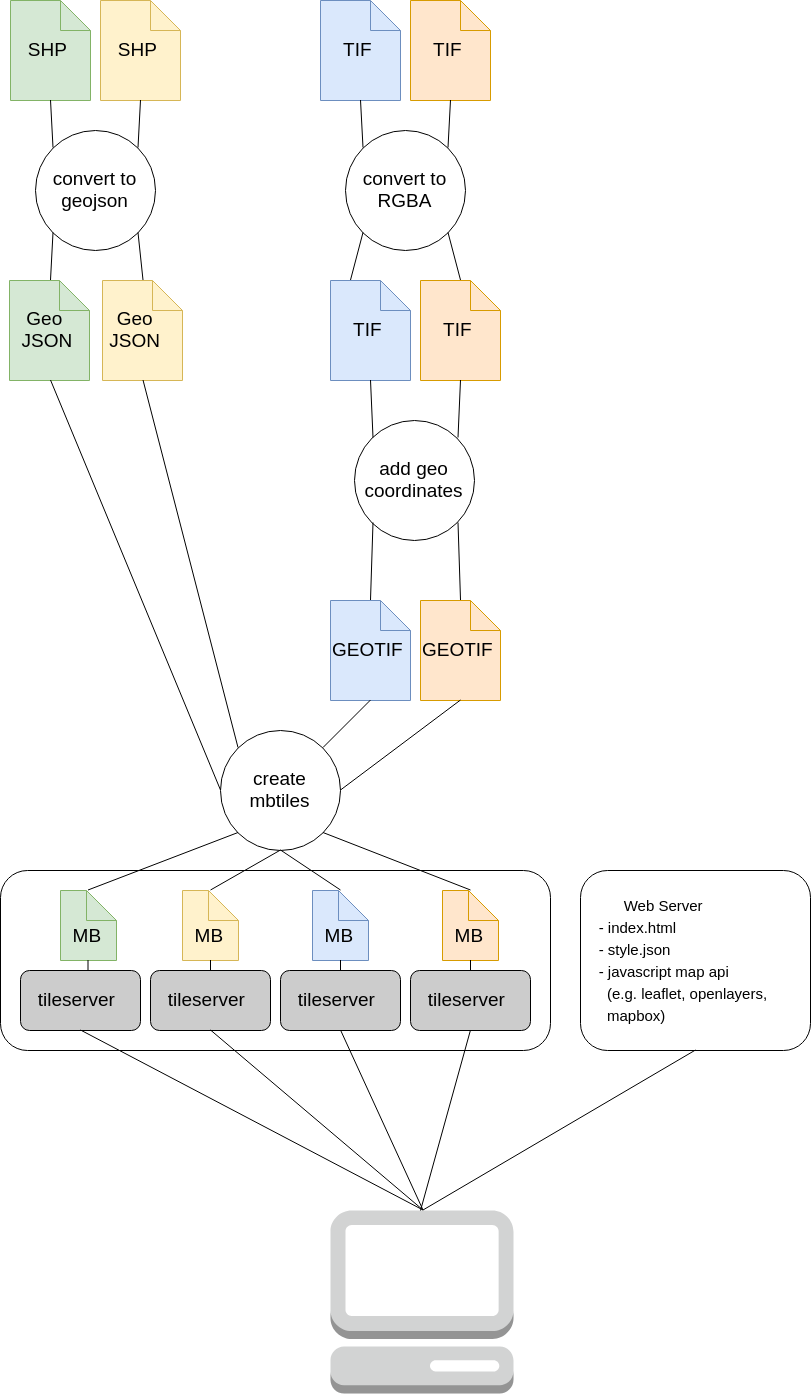 SHP
SHP
TIF
TIF
convert to
geojson
convert to
RGBA
Geo
JSON
Geo
JSON
TIF
TIF
add geo
coordinates
GEOTIF
GEOTIF
create
mbtiles
MB
MB
MB
MB
tileserver
tileserver
tileserver
tileserver
Web Server
- index.html
- style.json
- javascript map api
(e.g. leaflet, openlayers,
mapbox)